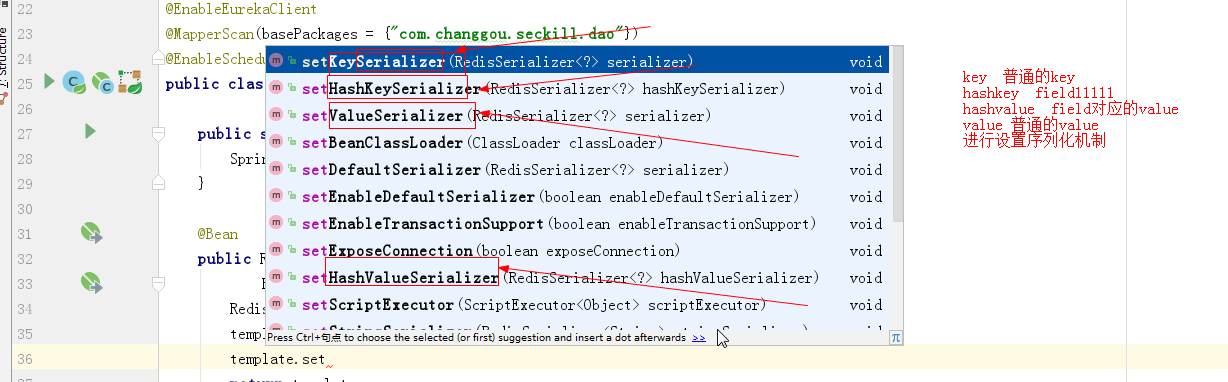 22 @EnableEurekaClient
23 @MapperScan(basePackages = {"com.changgou.seckill.dao"})
24 @EnableSched
25 public class
26
27 public s
28 Sprin
29 }
30
31 @Bean
32 public R
33
34 Redis
35 templ
36 template.set
Structure
setKeySerializer(RedisSerializer<?> serializer) void
setHashKeySerializer(RedisSerializer<?> hashKeySerializer) void
setValueSerializer(RedisSerializer<?> serializer) void
setBeanClassLoader(ClassLoader classLoader) void
setDefaultSerializer(RedisSerializer<?> serializer) void
setEnableDefaultSerializer(boolean enableDefaultSerializer) void
setEnableTransactionSupport(boolean enableTransactionSupport) void
setExposeConnection(boolean exposeConnection) void
setHashValueSerializer(RedisSerializer<?> hashValueSerializer) void
setScriptExecutor(ScriptExecutor<Object> scriptExecutor) void
Press Ctrl+句点 to choose the selected (or first) suggestion and insert a dot afterwards >> π
key 普通的key
hashkey field11111
hashvalue field对应的value
value 普通的value
进行设置序列化机制